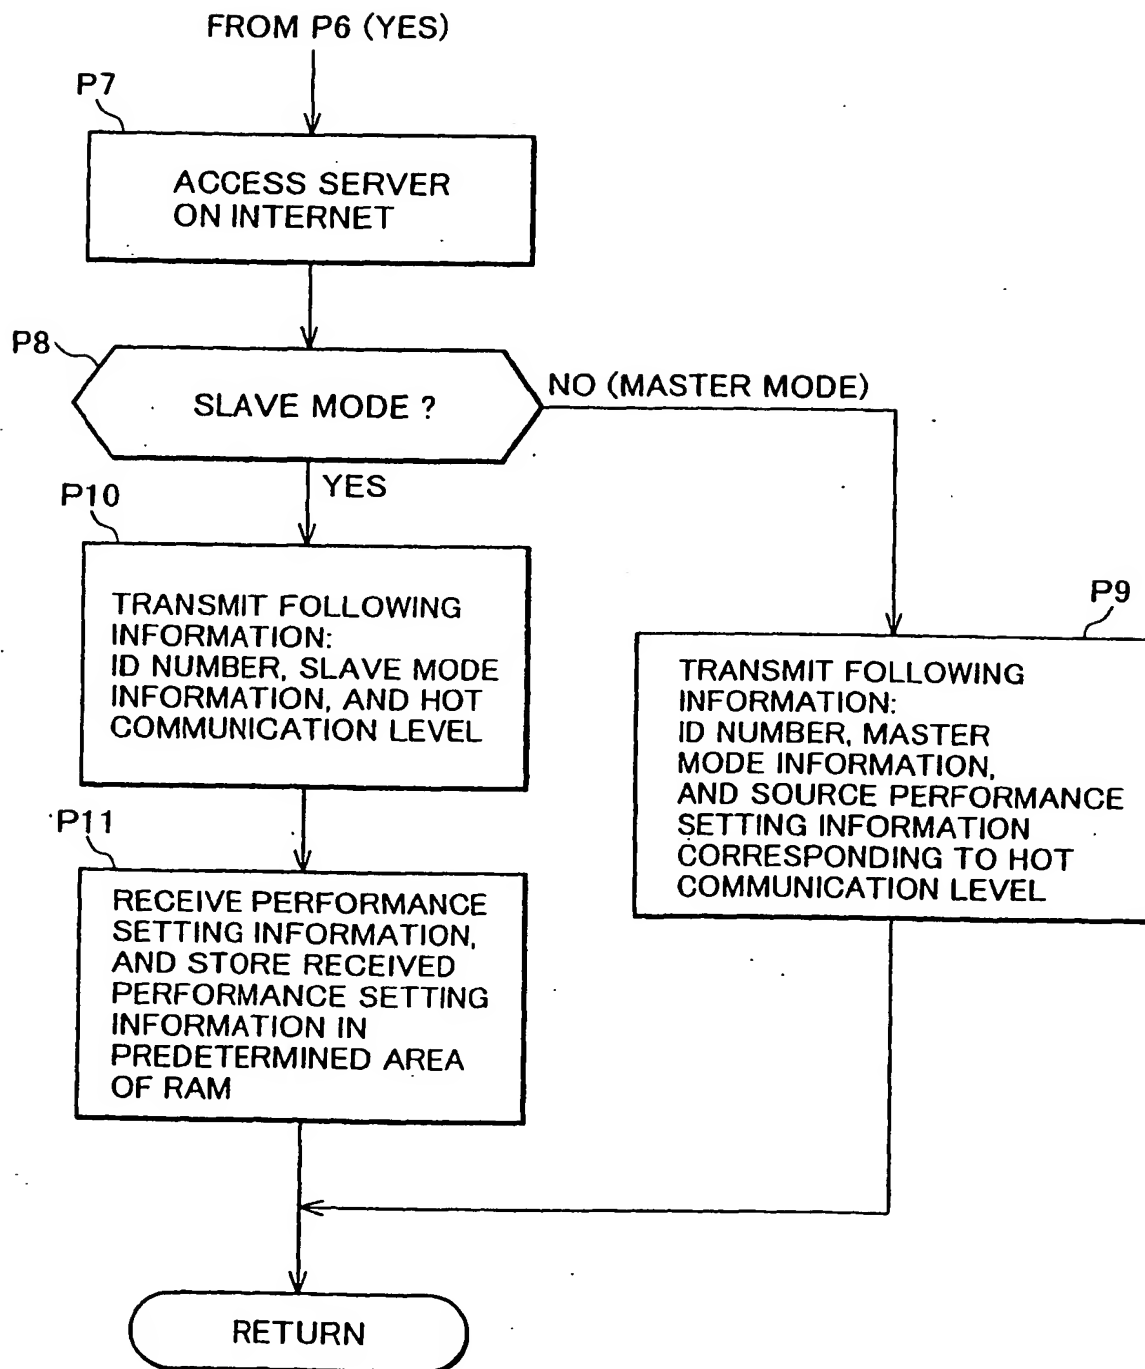 FROM P6 (YES)
P7
ACCESS SERVER
ON INTERNET
P8
SLAVE MODE ?
NO (MASTER MODE)
YES
P10
TRANSMIT FOLLOWING
INFORMATION:
ID NUMBER, SLAVE MODE
INFORMATION, AND HOT
COMMUNICATION LEVEL
P9
TRANSMIT FOLLOWING
INFORMATION:
ID NUMBER, MASTER
MODE INFORMATION,
AND SOURCE PERFORMANCE
SETTING INFORMATION
CORRESPONDING TO HOT
COMMUNICATION LEVEL
P11
RECEIVE PERFORMANCE
SETTING INFORMATION,
AND STORE RECEIVED
PERFORMANCE SETTING
INFORMATION IN
PREDETERMINED AREA
OF RAM
RETURN